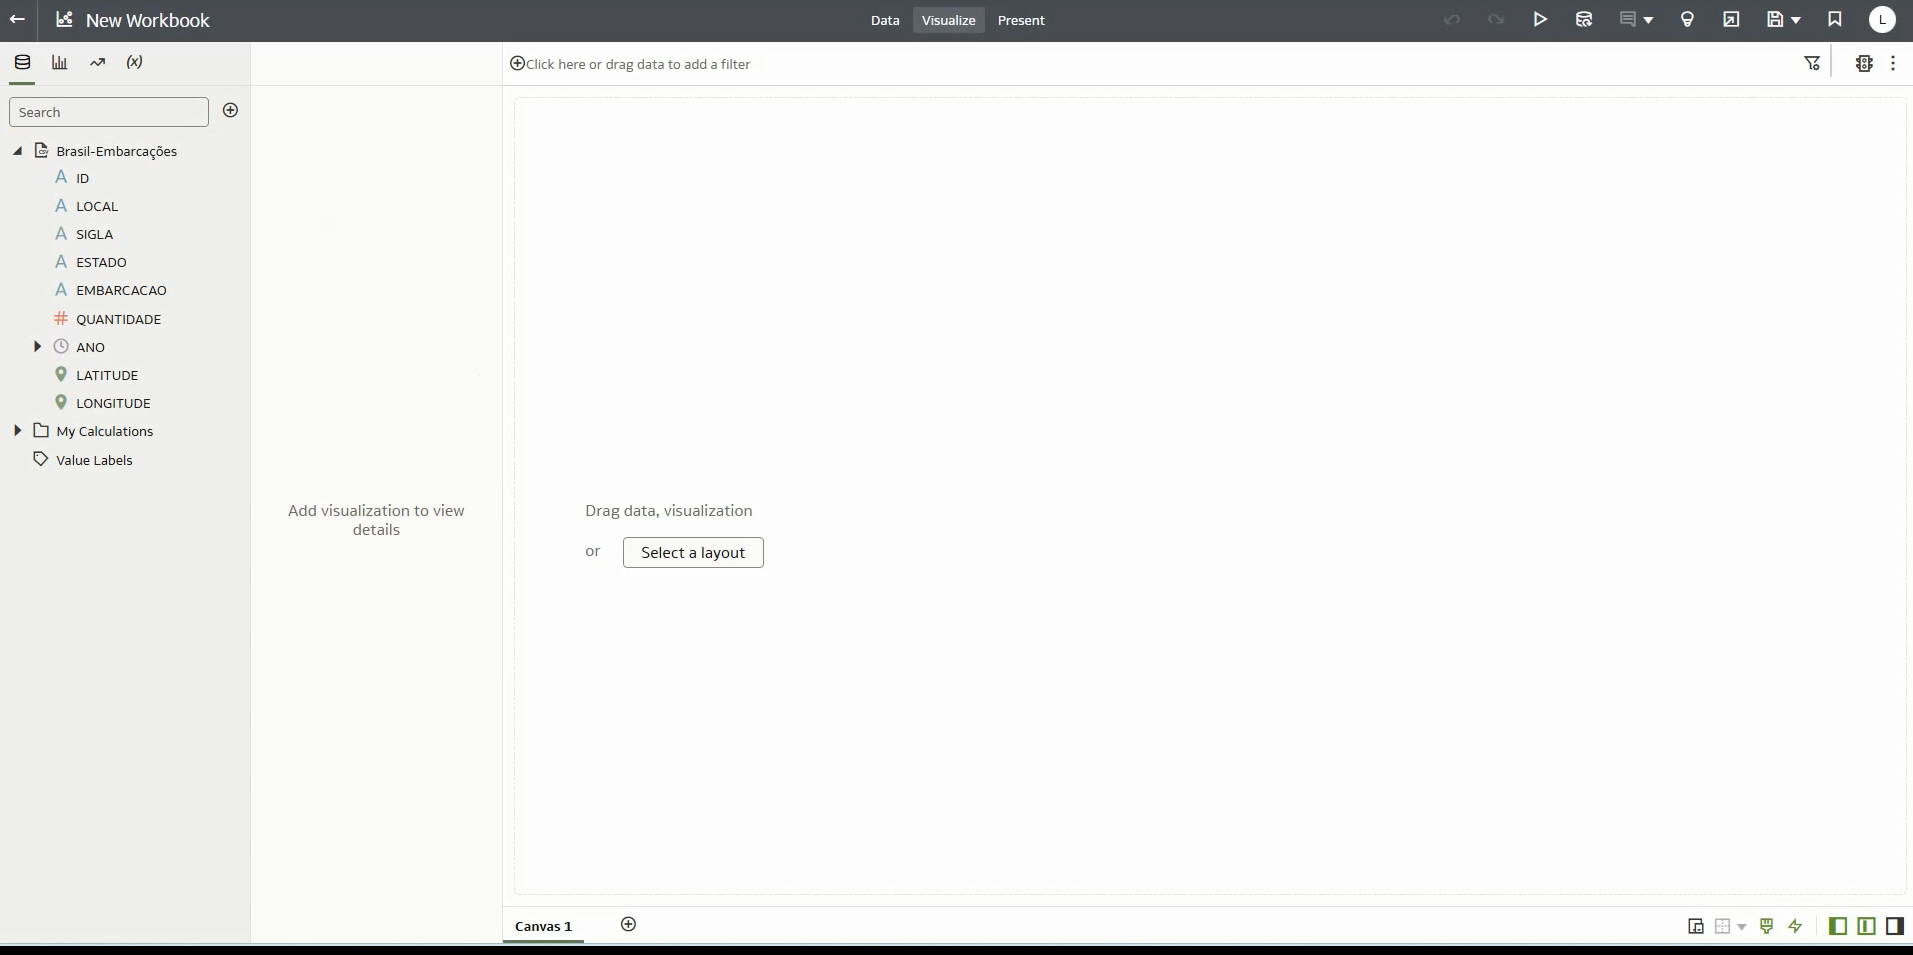 New Workbook
Data Visualize Present
L
(x)
Click here or drag data to add a filter
Search
Brasil-Embarcações
A ID
A LOCAL
A SIGLA
A ESTADO
A EMBARCACAO
# QUANTIDADE
ANO
LATITUDE
LONGITUDE
My Calculations
Value Labels
Add visualization to view
details
Drag data, visualization
or Select a layout
Canvas 1